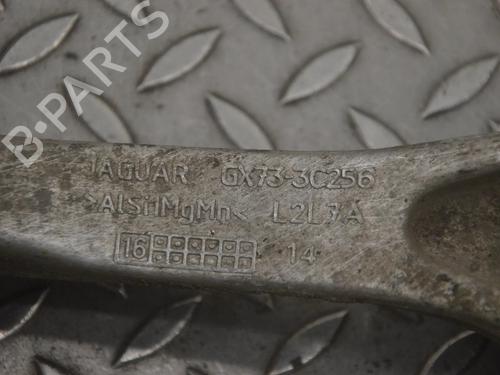 B-PARTS
JAGUAR GX73-3C256
>AlSi1MgMn< L2L7A
16 14